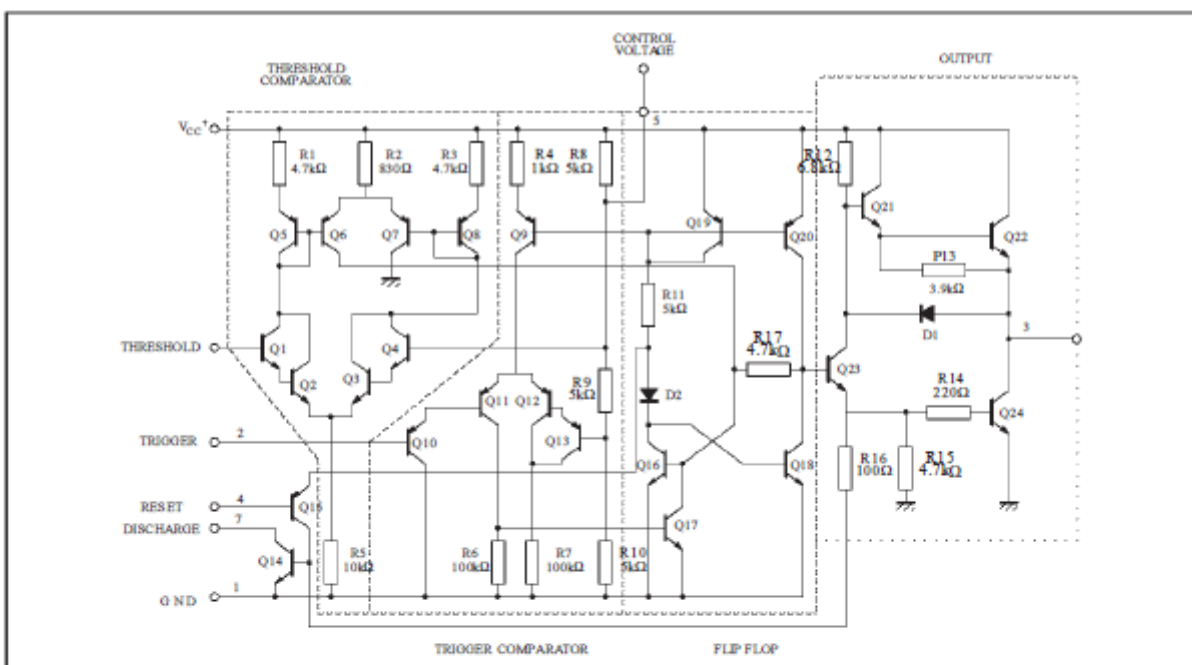 CONTROL
VOLTAGE
OUTPUT
THRESHOLD
COMPARATOR
5
VCC+
R1
4.7kΩ
R2
830Ω
R3
4.7kΩ
R4
1kΩ
R8
5kΩ
R12
6.8kΩ
Q5
Q6
Q7
Q8
Q9
Q19
Q20
Q21
Q22
P13
3.9kΩ
R11
5kΩ
D1
3
THRESHOLD
Q1
Q4
R17
4.7kΩ
Q2
Q3
Q23
R9
5kΩ
D2
R14
220Ω
Q11
Q12
Q24
TRIGGER
2
Q10
Q13
Q16
Q18
R16
100Ω
R15
4.7kΩ
RESET
4
Q15
DISCHARGE
7
Q17
Q14
R5
10kΩ
R6
100kΩ
R7
100kΩ
R10
5kΩ
GND
1
TRIGGER COMPARATOR
FLIP FLOP